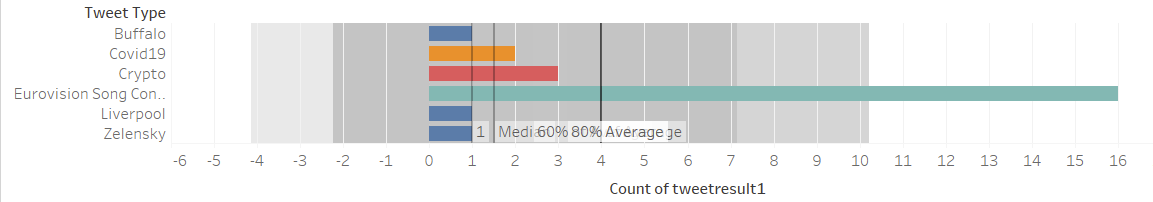 Tweet Type
Buffalo
Covid19
Crypto
Eurovision Song Con..
Liverpool
Zelensky
1 Media 60% 80% Average ge
-6 -5 -4 -3 -2 -1 0 1 2 3 4 5 6 7 8 9 10 11 12 13 14 15 16
Count of tweetresult1